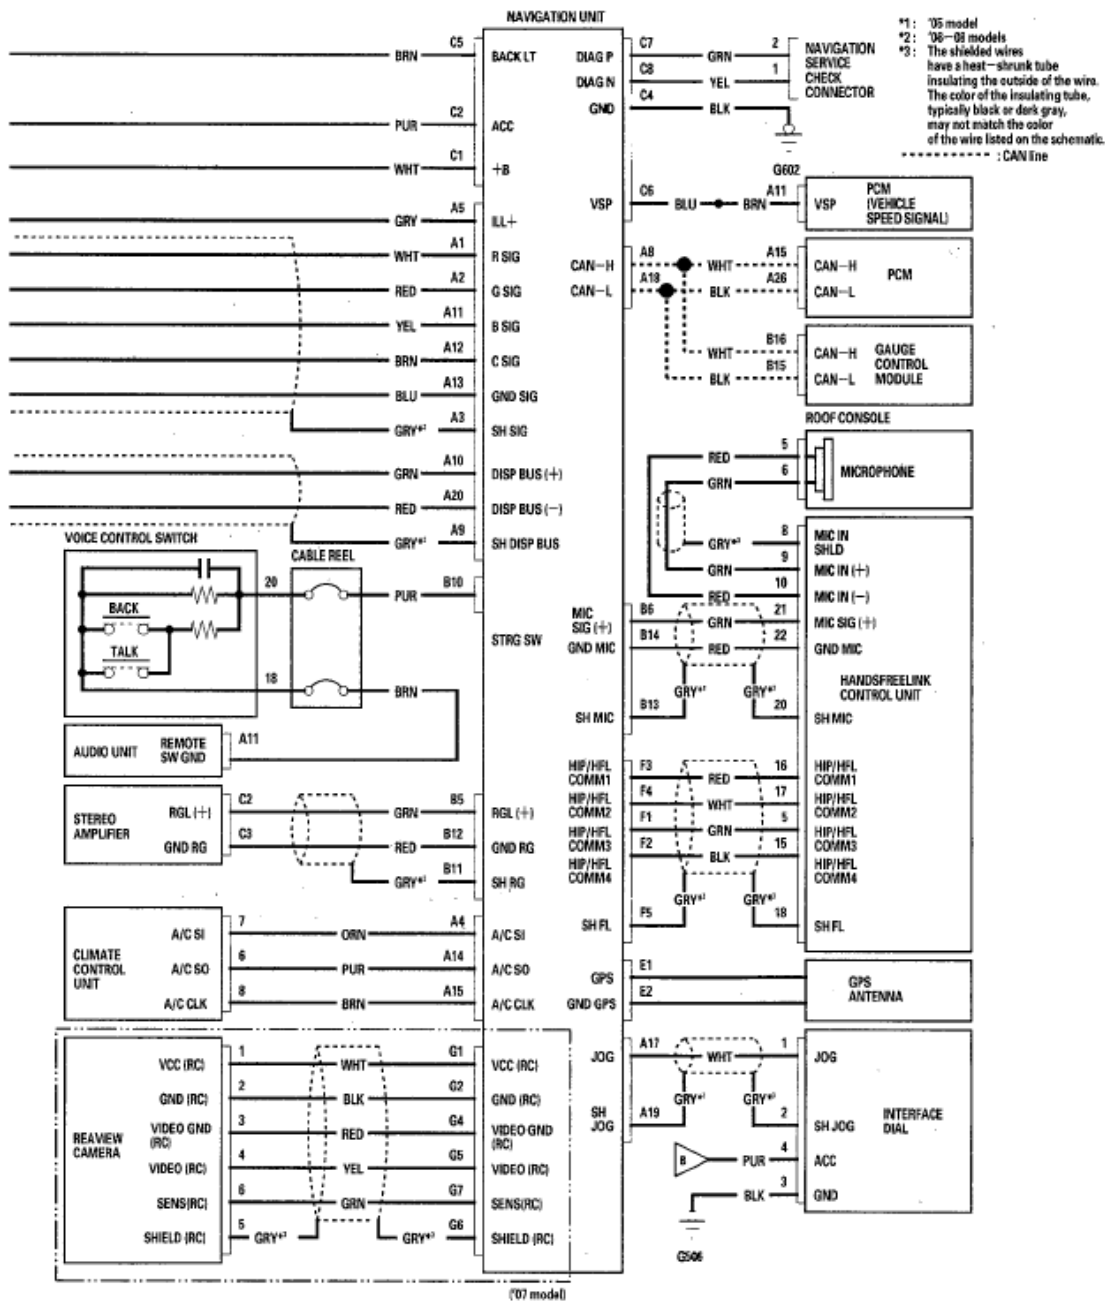 NAVIGATION UNIT
*1 : '05 model
*2 : '06–08 models
*3 : The shielded wires
have a heat–shrunk tube
insulating the outside of the wire.
The color of the insulating tube,
typically black or dark gray,
may not match the color
of the wire listed on the schematic.
: CAN line
BRN C5 BACK LT
PUR C2 ACC
WHT C1 +B
GRY A5 ILL+
WHT A1 R SIG
RED A2 G SIG
YEL A11 B SIG
BRN A12 C SIG
BLU A13 GND SIG
GRY A3 SH SIG
GRN A10 DISP BUS (+)
RED A20 DISP BUS (–)
GRY A9 SH DISP BUS
DIAG P C7 GRN 2
DIAG N C8 YEL 1
NAVIGATION
SERVICE
CHECK
CONNECTOR
GND C4 BLK
G602
VSP C6 BLU BRN A11 VSP
PCM
(VEHICLE
SPEED SIGNAL)
CAN–H A8 WHT A15 CAN–H
CAN–L A18 BLK A26 CAN–L
PCM
WHT B16 CAN–H
BLK B15 CAN–L
GAUGE
CONTROL
MODULE
ROOF CONSOLE
RED 5
GRN 6
MICROPHONE
GRY 8 MIC IN
SHLD
GRN 9 MIC IN (+)
RED 10 MIC IN (–)
MIC
SIG (+) B6 GRN 21 MIC SIG (+)
GND MIC B14 RED 22 GND MIC
SH MIC B13 GRY GRY 20 SH MIC
HANDSFREELINK
CONTROL UNIT
HIP/HFL
COMM1 F3 RED 16 HIP/HFL
COMM1
HIP/HFL
COMM2 F4 WHT 17 HIP/HFL
COMM2
HIP/HFL
COMM3 F1 GRN 5 HIP/HFL
COMM3
HIP/HFL
COMM4 F2 BLK 15 HIP/HFL
COMM4
SH FL F5 GRY GRY 18 SH FL
GPS E1
GND GPS E2
GPS
ANTENNA
JOG A17 WHT 1 JOG
SH
JOG A19 GRY GRY 2 SH JOG
INTERFACE
DIAL
B PUR 4 ACC
BLK 3 GND
G506
VOICE CONTROL SWITCH
CABLE REEL
BACK
TALK
20 PUR B10
STRG SW
18 BRN
AUDIO UNIT
REMOTE
SW GND A11
STEREO
AMPLIFIER
RGL (+) C2 GRN B5 RGL (+)
GND RG C3 RED B12 GND RG
GRY B11 SH RG
CLIMATE
CONTROL
UNIT
A/C SI 7 ORN A4 A/C SI
A/C SO 6 PUR A14 A/C SO
A/C CLK 8 BRN A15 A/C CLK
REAVIEW
CAMERA
VCC (RC) 1 WHT G1 VCC (RC)
GND (RC) 2 BLK G2 GND (RC)
VIDEO GND
(RC) 3 RED G4 VIDEO GND
(RC)
VIDEO (RC) 4 YEL G5 VIDEO (RC)
SENS(RC) 6 GRN G7 SENS(RC)
SHIELD (RC) 5 GRY GRY G6 SHIELD (RC)
('07 model)